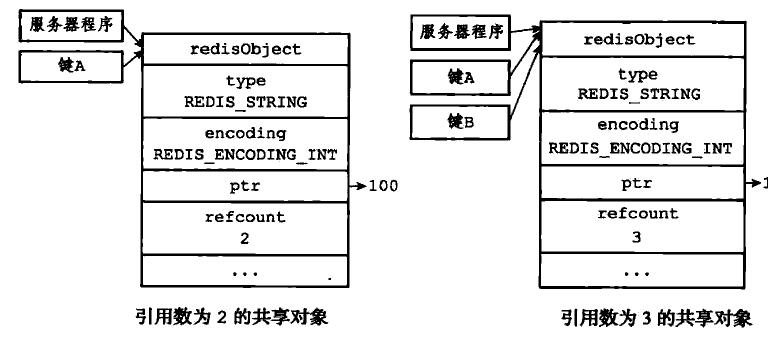 服务器程序
键A
redisObject
type
REDIS_STRING
encoding
REDIS_ENCODING_INT
ptr
100
refcount
2
...
引用数为 2 的共享对象
服务器程序
键A
键B
redisObject
type
REDIS_STRING
encoding
REDIS_ENCODING_INT
ptr
1
refcount
3
...
引用数为 3 的共享对象